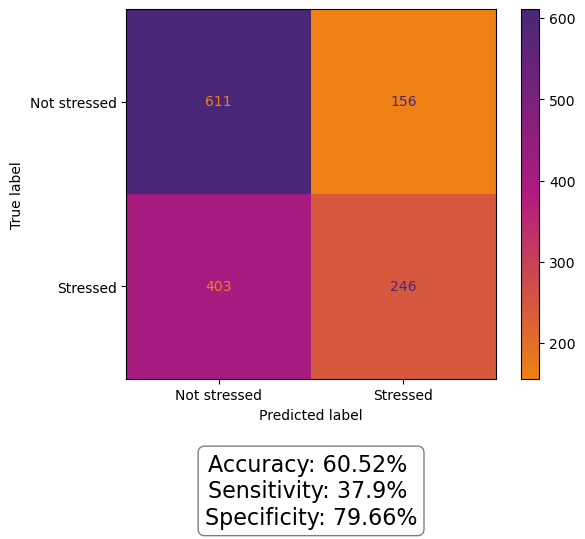 600
Not stressed 611 156
500
True label
400
300
Stressed 403 246
200
Not stressed Stressed
Predicted label
Accuracy: 60.52%
Sensitivity: 37.9%
Specificity: 79.66%